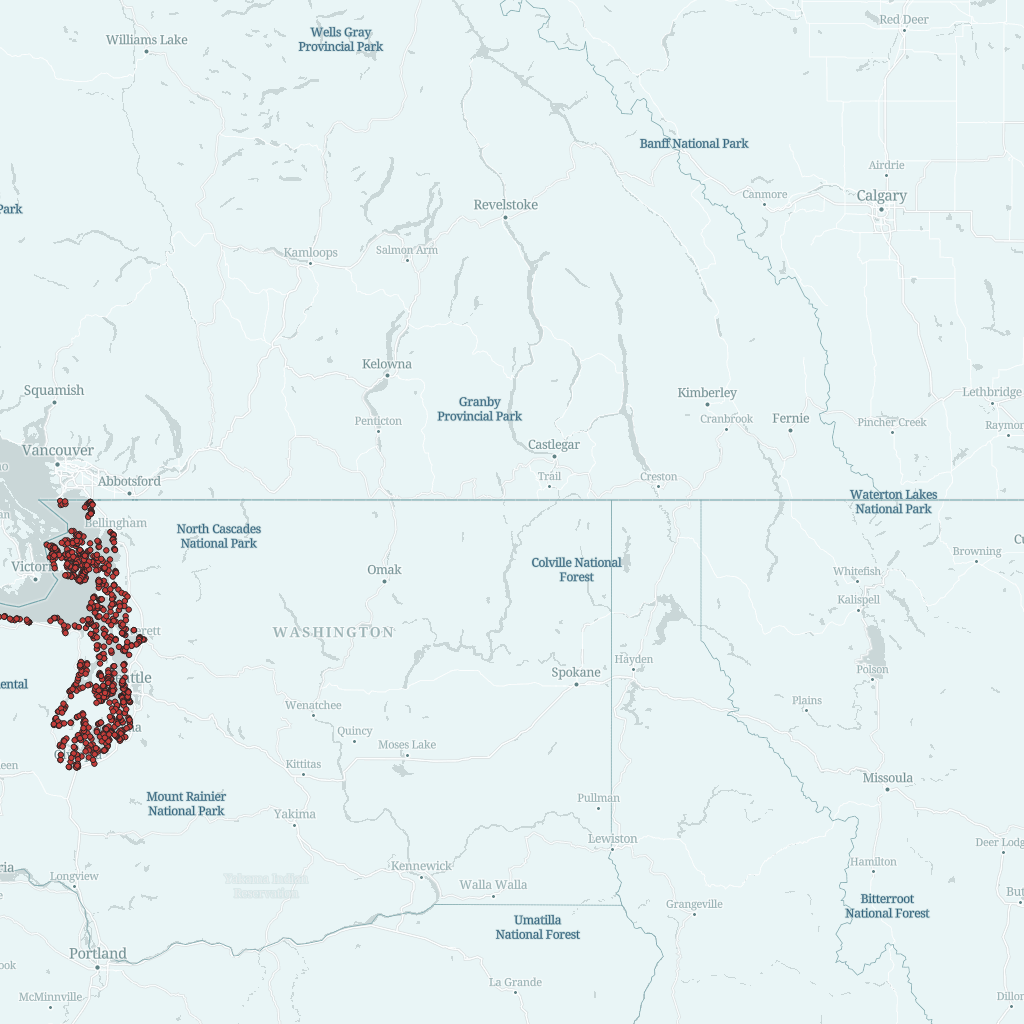 Red Deer
Williams Lake
Wells Gray
Provincial Park
Banff National Park
Airdrie
Canmore
Calgary
Park
Revelstoke
Salmon Arm
Kamloops
Kelowna
Squamish
Granby
Provincial Park
Kimberley
Lethbridge
Penticton
Cranbrook
Fernie
Pincher Creek
Raymor
Vancouver
Castlegar
Trail
Creston
Abbotsford
Waterton Lakes
National Park
Bellingham
North Cascades
National Park
Browning
Victori
Omak
Colville National
Forest
Whitefish
Kalispell
WASHINGTON
erett
Hayden
Polson
Spokane
ttle
ental
Wenatchee
Plains
Quincy
Moses Lake
een
Kittitas
Missoula
Mount Rainier
National Park
Pullman
Yakima
Lewiston
Deer Lodg
ria
Longview
Kennewick
Hamilton
Yakama Indian
Reservation
Walla Walla
Grangeville
Bitterroot
National Forest
But
Umatilla
National Forest
Portland
ook
La Grande
McMinnville
Dillon